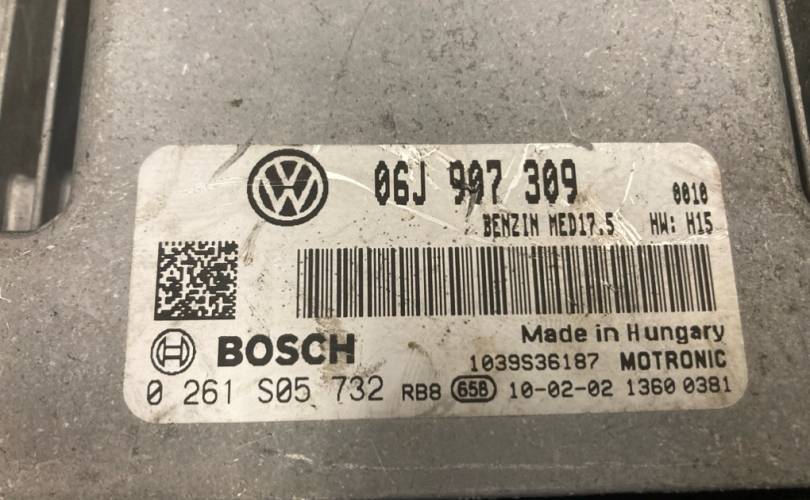 06J 907 309
0010
BENZIN MED17.5 HW: H15
BOSCH
Made in Hungary
1039S36187 MOTRONIC
0 261 S05 732 RB8 658 10-02-02 1360 0381